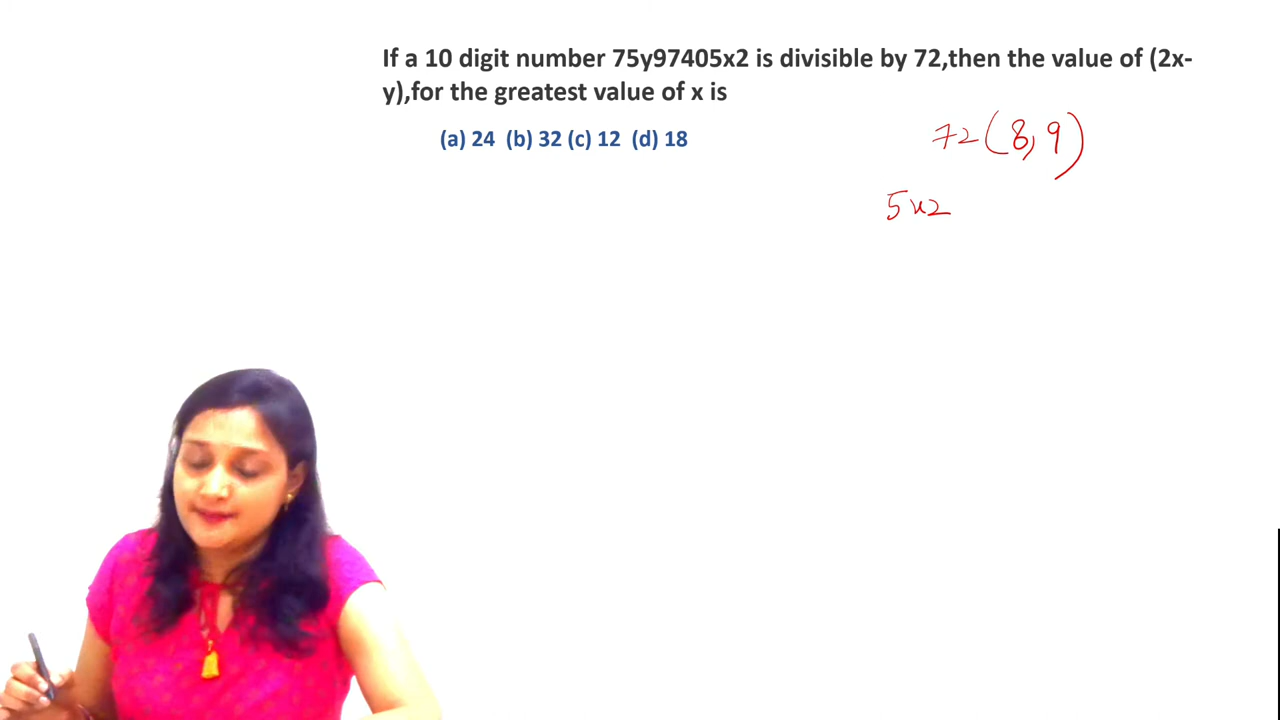 If a 10 digit number 75y97405x2 is divisible by 72,then the value of (2x-
y),for the greatest value of x is
(a) 24 (b) 32 (c) 12 (d) 18
72(8,9)
5x2